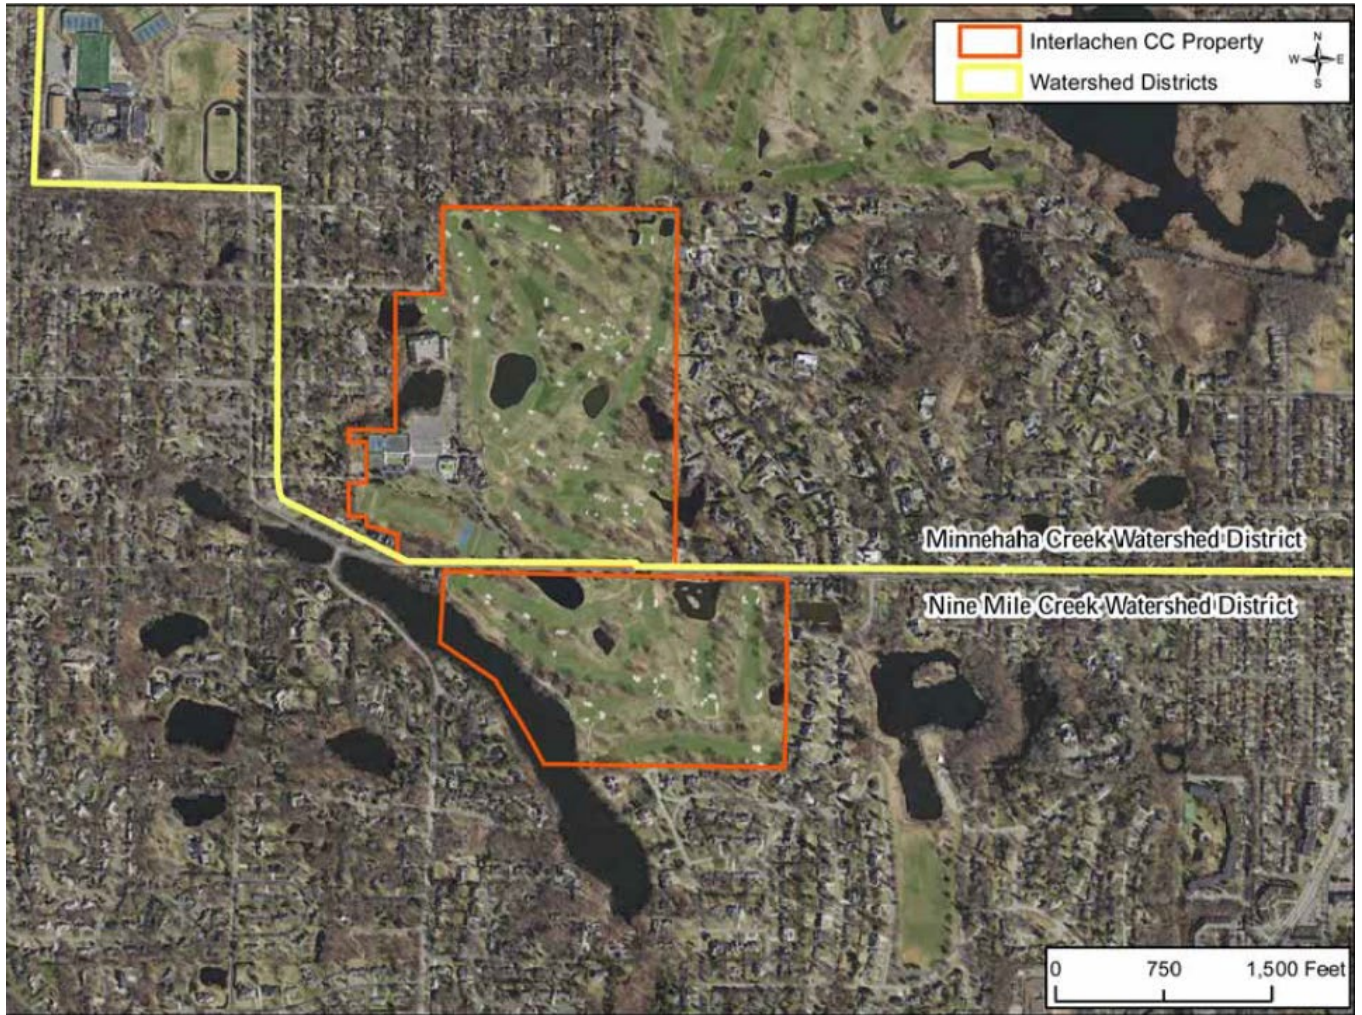 Interlachen CC Property
Watershed Districts
N
W E
S
Minnehaha Creek Watershed District
Nine Mile Creek Watershed District
0 750 1,500 Feet